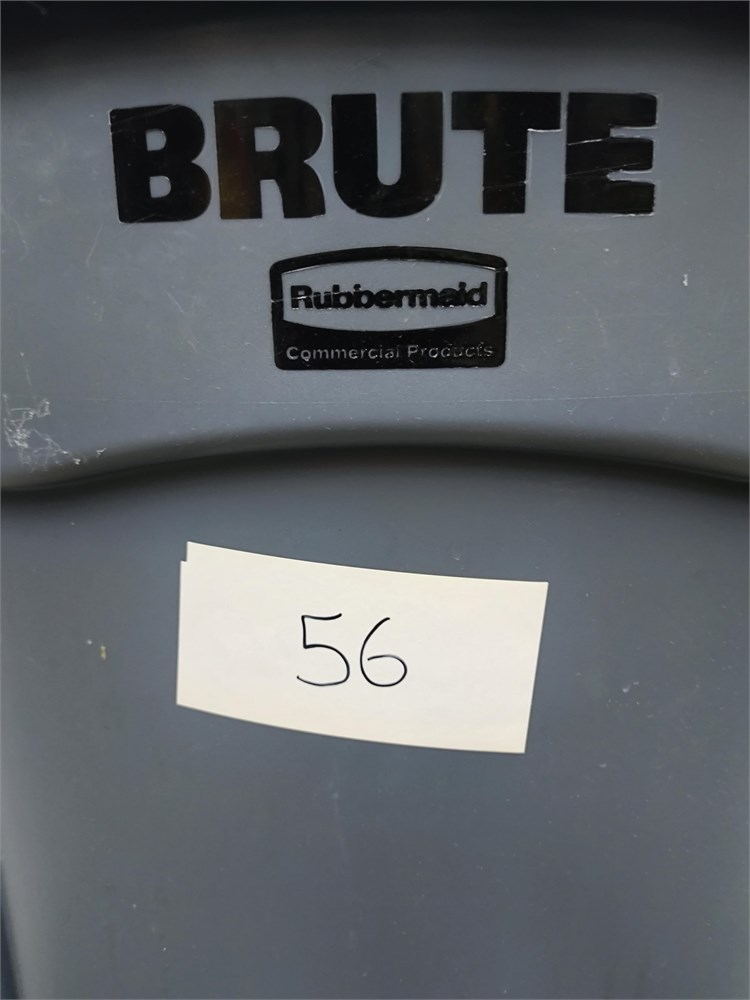 BRUTE
Rubbermaid
Commercial Products
56